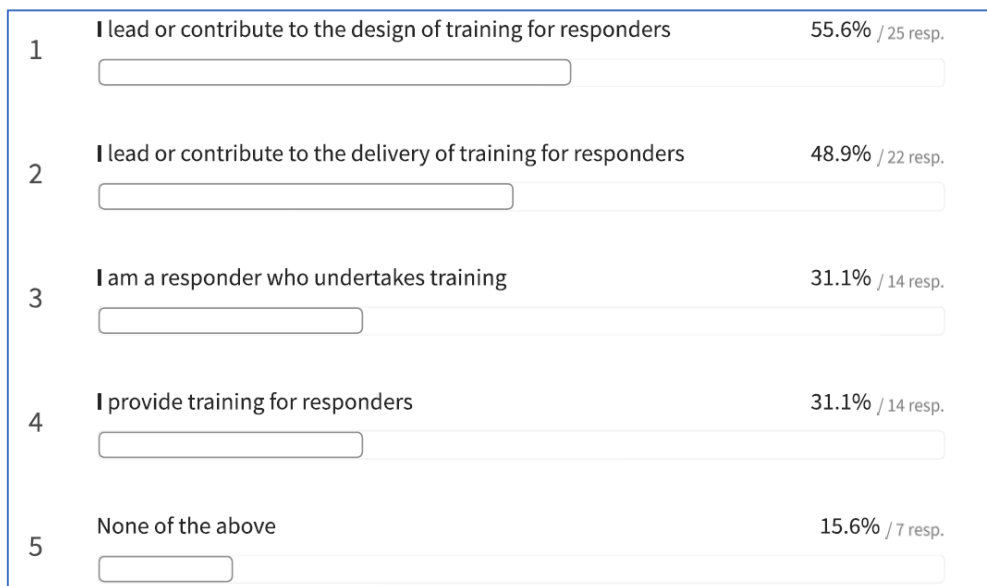 1
I lead or contribute to the design of training for responders 55.6% / 25 resp.
2
I lead or contribute to the delivery of training for responders 48.9% / 22 resp.
3
I am a responder who undertakes training 31.1% / 14 resp.
4
I provide training for responders 31.1% / 14 resp.
5
None of the above 15.6% / 7 resp.